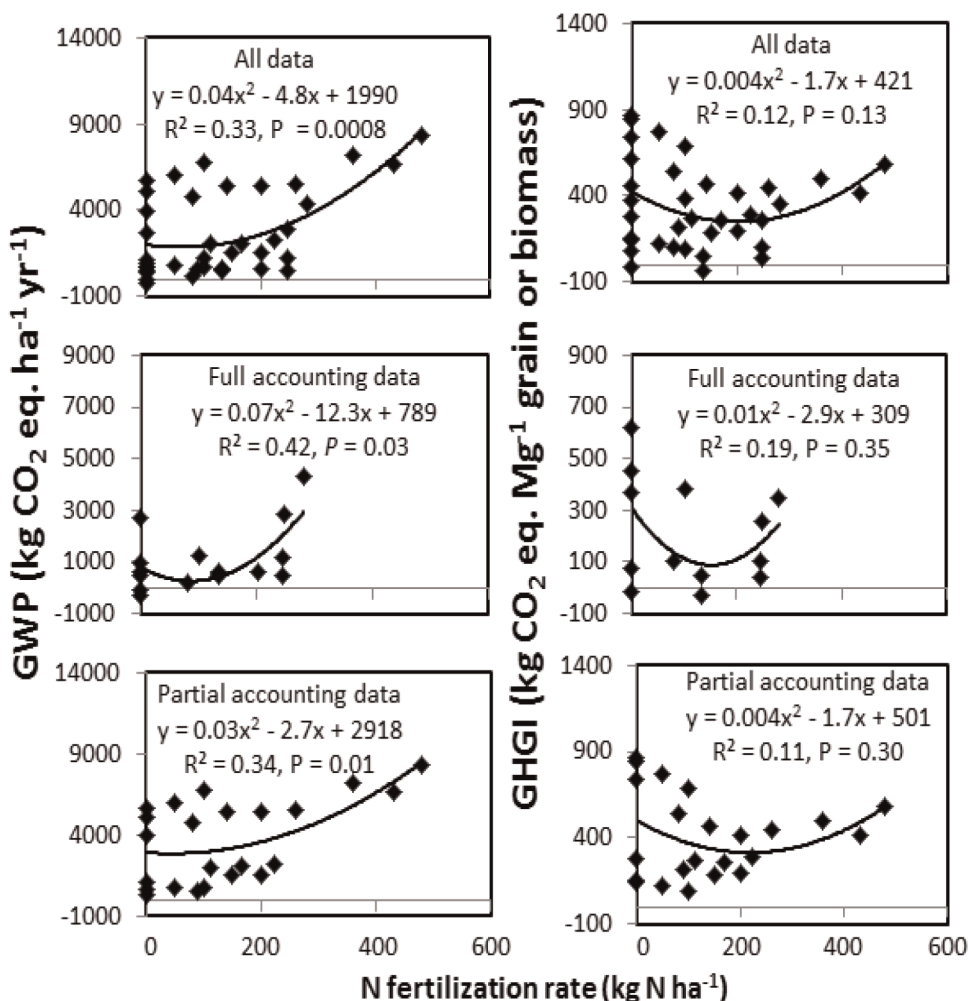 GWP (kg CO₂ eq. ha⁻¹ yr⁻¹)
14000
9000
4000
-1000
All data
y = 0.04x² - 4.8x + 1990
R² = 0.33, P = 0.0008
9000
7000
5000
3000
1000
-1000
Full accounting data
y = 0.07x² - 12.3x + 789
R² = 0.42, P = 0.03
14000
9000
4000
-1000
Partial accounting data
y = 0.03x² - 2.7x + 2918
R² = 0.34, P = 0.01
0 200 400 600
GHGI (kg CO₂ eq. Mg⁻¹ grain or biomass)
1400
900
400
-100
All data
y = 0.004x² - 1.7x + 421
R² = 0.12, P = 0.13
900
700
500
300
100
-100
Full accounting data
y = 0.01x² - 2.9x + 309
R² = 0.19, P = 0.35
1400
900
400
-100
Partial accounting data
y = 0.004x² - 1.7x + 501
R² = 0.11, P = 0.30
0 200 400 600
N fertilization rate (kg N ha⁻¹)